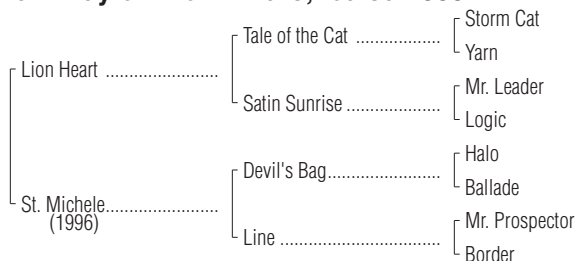 Storm Cat
Tale of the Cat ..................
Yarn
Lion Heart ........................
Mr. Leader
Satin Sunrise ....................
Logic
Halo
Devil's Bag........................
Ballade
St. Michele........................
(1996)
Mr. Prospector
Line ..................................
Border